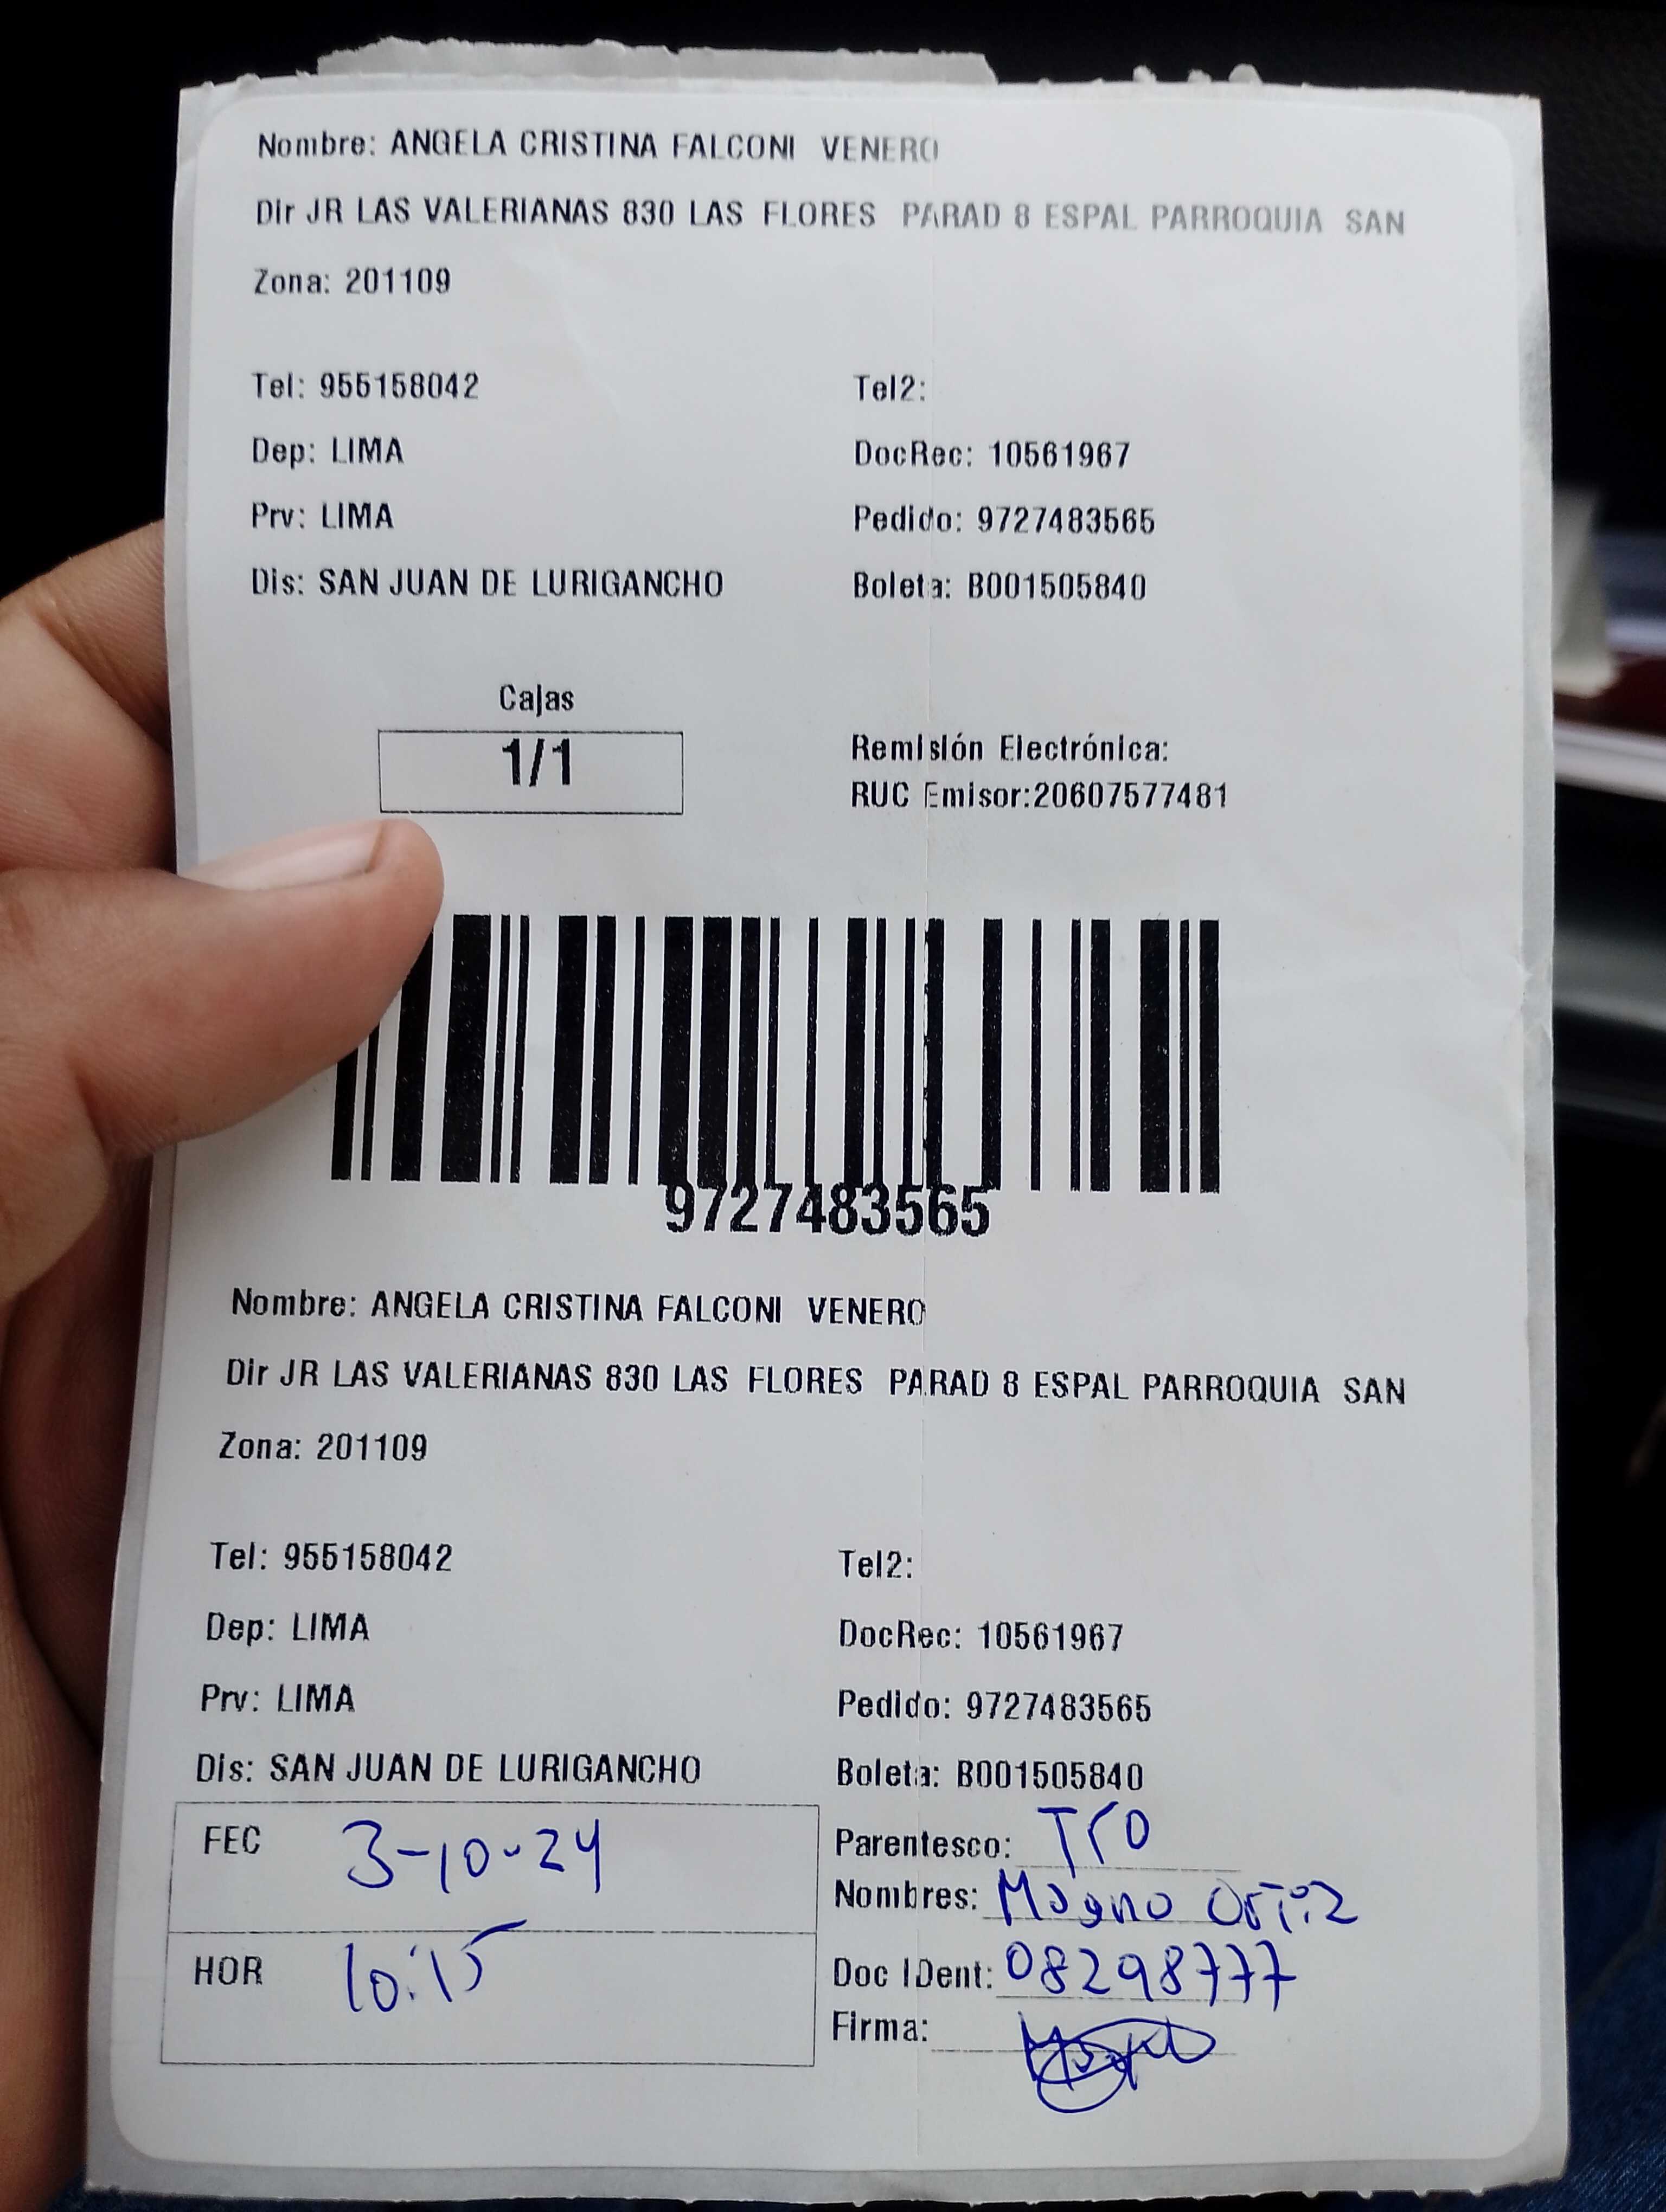 Nombre: ANGELA CRISTINA FALCONI VENERO
Dir JR LAS VALERIANAS 830 LAS FLORES PARAD 8 ESPAL PARROQUIA SAN
Zona: 201109
Tel: 955158042 Tel2:
Dep: LIMA DocRec: 10561967
Prv: LIMA Pedido: 9727483565
Dis: SAN JUAN DE LURIGANCHO Boleta: B001505840
Cajas
1/1
Remisión Electrónica:
RUC Emisor:20607577481
9727483565
Nombre: ANGELA CRISTINA FALCONI VENERO
Dir JR LAS VALERIANAS 830 LAS FLORES PARAD 8 ESPAL PARROQUIA SAN
Zona: 201109
Tel: 955158042 Tel2:
Dep: LIMA DocRec: 10561967
Prv: LIMA Pedido: 9727483565
Dis: SAN JUAN DE LURIGANCHO Boleta: B001505840
FEC 3-10-24
Parentesco:
Nombres: Magno Ortiz
HOR 10:15
Doc IDent: 08298777
Firma: